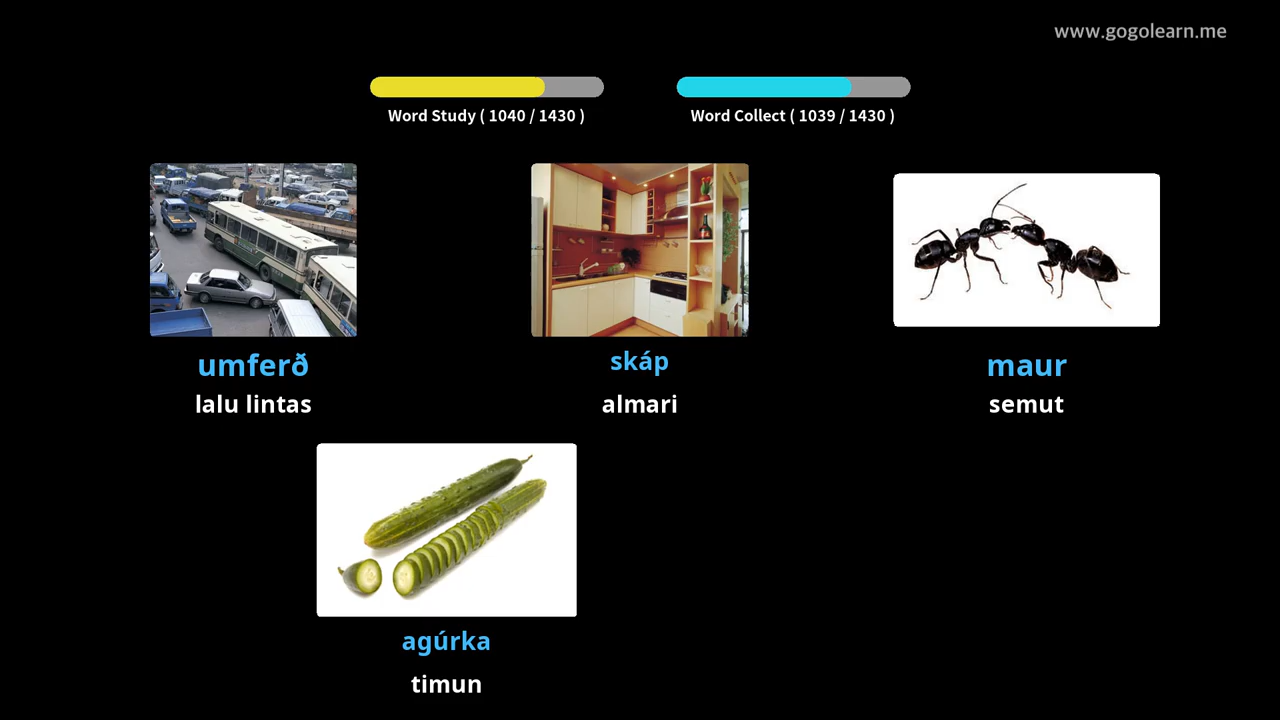 www.gogolearn.me
Word Study ( 1040 / 1430 )
Word Collect ( 1039 / 1430 )
umferð
lalu lintas
skáp
almari
maur
semut
agúrka
timun